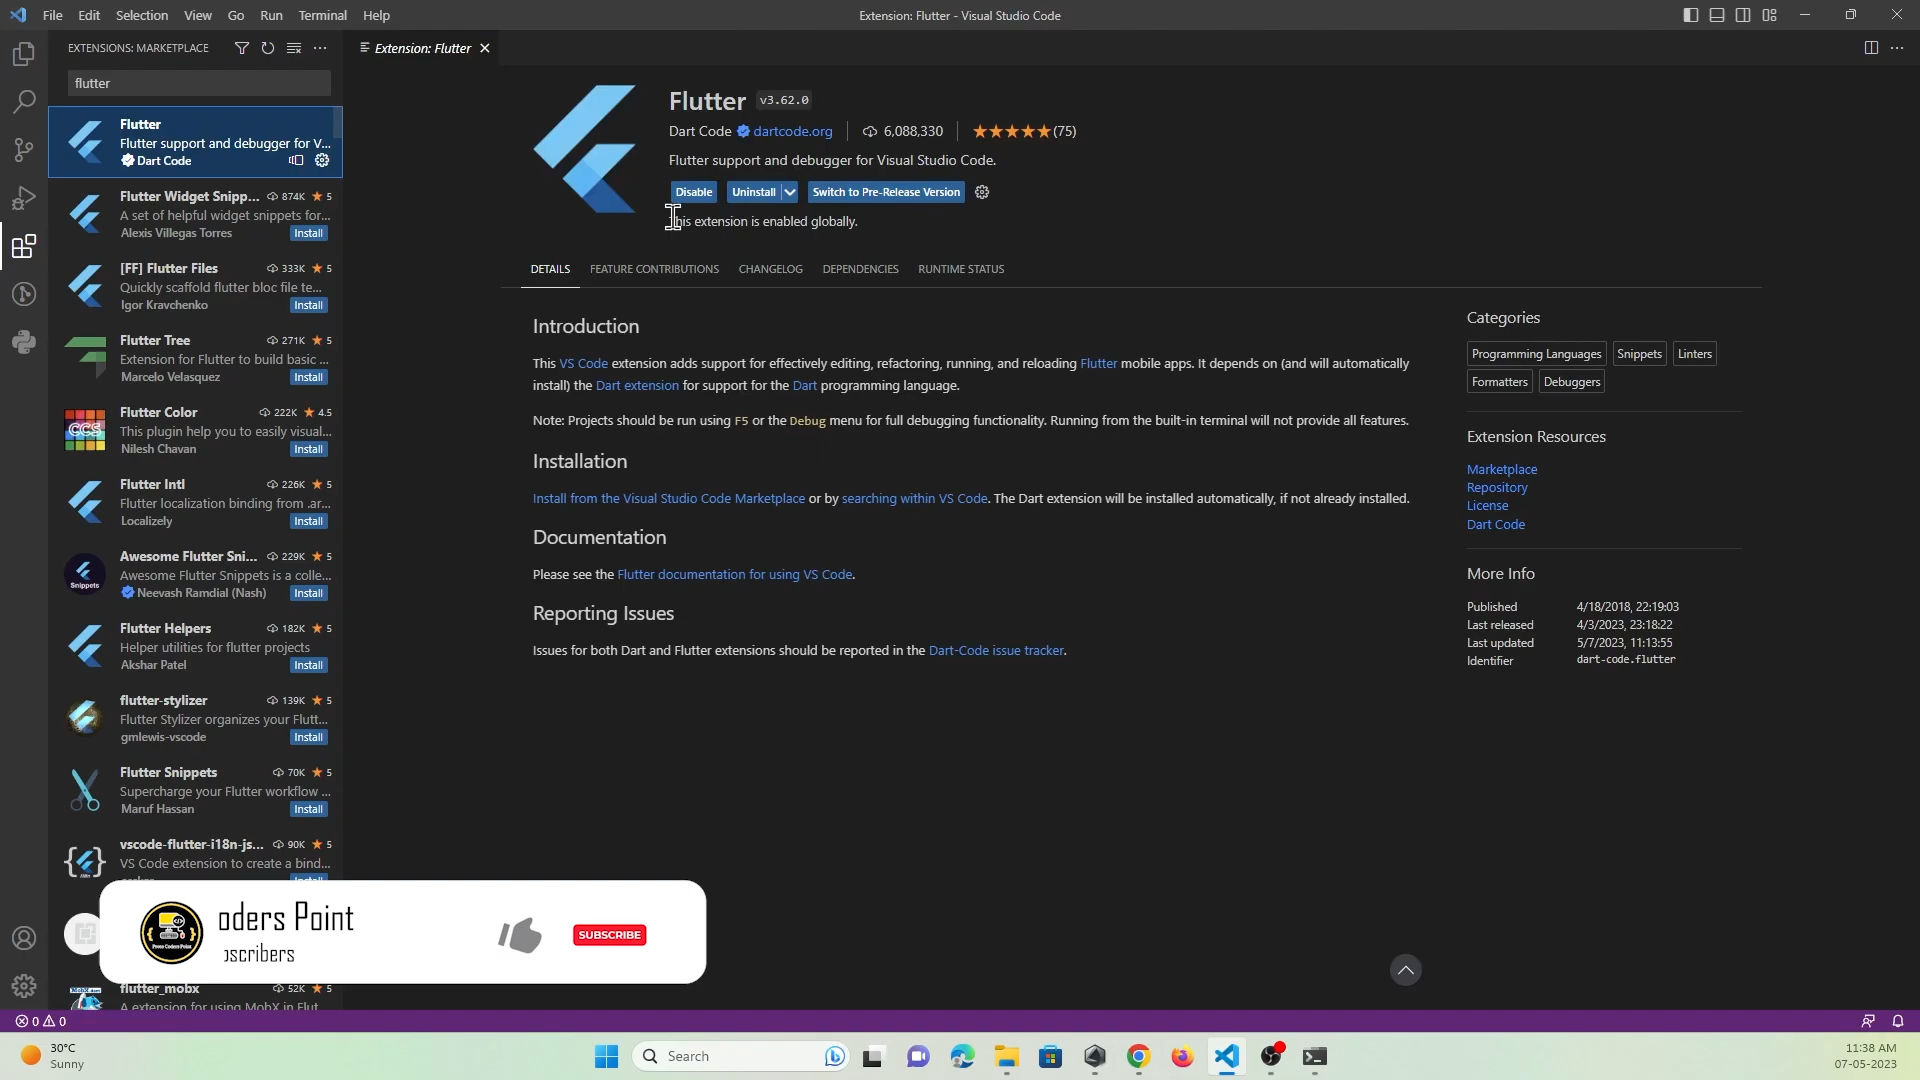 File Edit Selection View Go Run Terminal Help
Extension: Flutter - Visual Studio Code
EXTENSIONS: MARKETPLACE
flutter
Flutter
Flutter support and debugger for V...
Dart Code
Flutter Widget Snipp... 874K 5
A set of helpful widget snippets for...
Alexis Villegas Torres Install
[FF] Flutter Files 333K 5
Quickly scaffold flutter bloc file te...
Igor Kravchenko Install
Flutter Tree 271K 5
Extension for Flutter to build basic ...
Marcelo Velasquez Install
Flutter Color 222K 4.5
This plugin help you to easily visual...
Nilesh Chavan Install
CCS
Flutter Intl 226K 5
Flutter localization binding from .ar...
Localizely Install
Awesome Flutter Sni... 229K 5
Awesome Flutter Snippets is a colle...
Neevash Ramdial (Nash) Install
Snippets
Flutter Helpers 182K 5
Helper utilities for flutter projects
Akshar Patel Install
flutter-stylizer 139K 5
Flutter Stylizer organizes your Flutt...
gmlewis-vscode Install
Flutter Snippets 70K 5
Supercharge your Flutter workflow ...
Maruf Hassan Install
vscode-flutter-i18n-js... 90K 5
VS Code extension to create a bind...
Install
flutter_mobx 52K 5
A extension for using MobX in Flut
Extension: Flutter
Flutter v3.62.0
Dart Code dartcode.org 6,088,330 (75)
Flutter support and debugger for Visual Studio Code.
Disable Uninstall Switch to Pre-Release Version
This extension is enabled globally.
DETAILS FEATURE CONTRIBUTIONS CHANGELOG DEPENDENCIES RUNTIME STATUS
Introduction
This VS Code extension adds support for effectively editing, refactoring, running, and reloading Flutter mobile apps. It depends on (and will automatically
install) the Dart extension for support for the Dart programming language.
Note: Projects should be run using F5 or the Debug menu for full debugging functionality. Running from the built-in terminal will not provide all features.
Installation
Install from the Visual Studio Code Marketplace or by searching within VS Code. The Dart extension will be installed automatically, if not already installed.
Documentation
Please see the Flutter documentation for using VS Code.
Reporting Issues
Issues for both Dart and Flutter extensions should be reported in the Dart-Code issue tracker.
Categories
Programming Languages Snippets Linters
Formatters Debuggers
Extension Resources
Marketplace
Repository
License
Dart Code
More Info
Published 4/18/2018, 22:19:03
Last released 4/3/2023, 23:18:22
Last updated 5/7/2023, 11:13:55
Identifier dart-code.flutter
Proto Coders Point
oders Point
oscribers
SUBSCRIBE
0 0
30°C
Sunny
Search
11:38 AM
07-05-2023